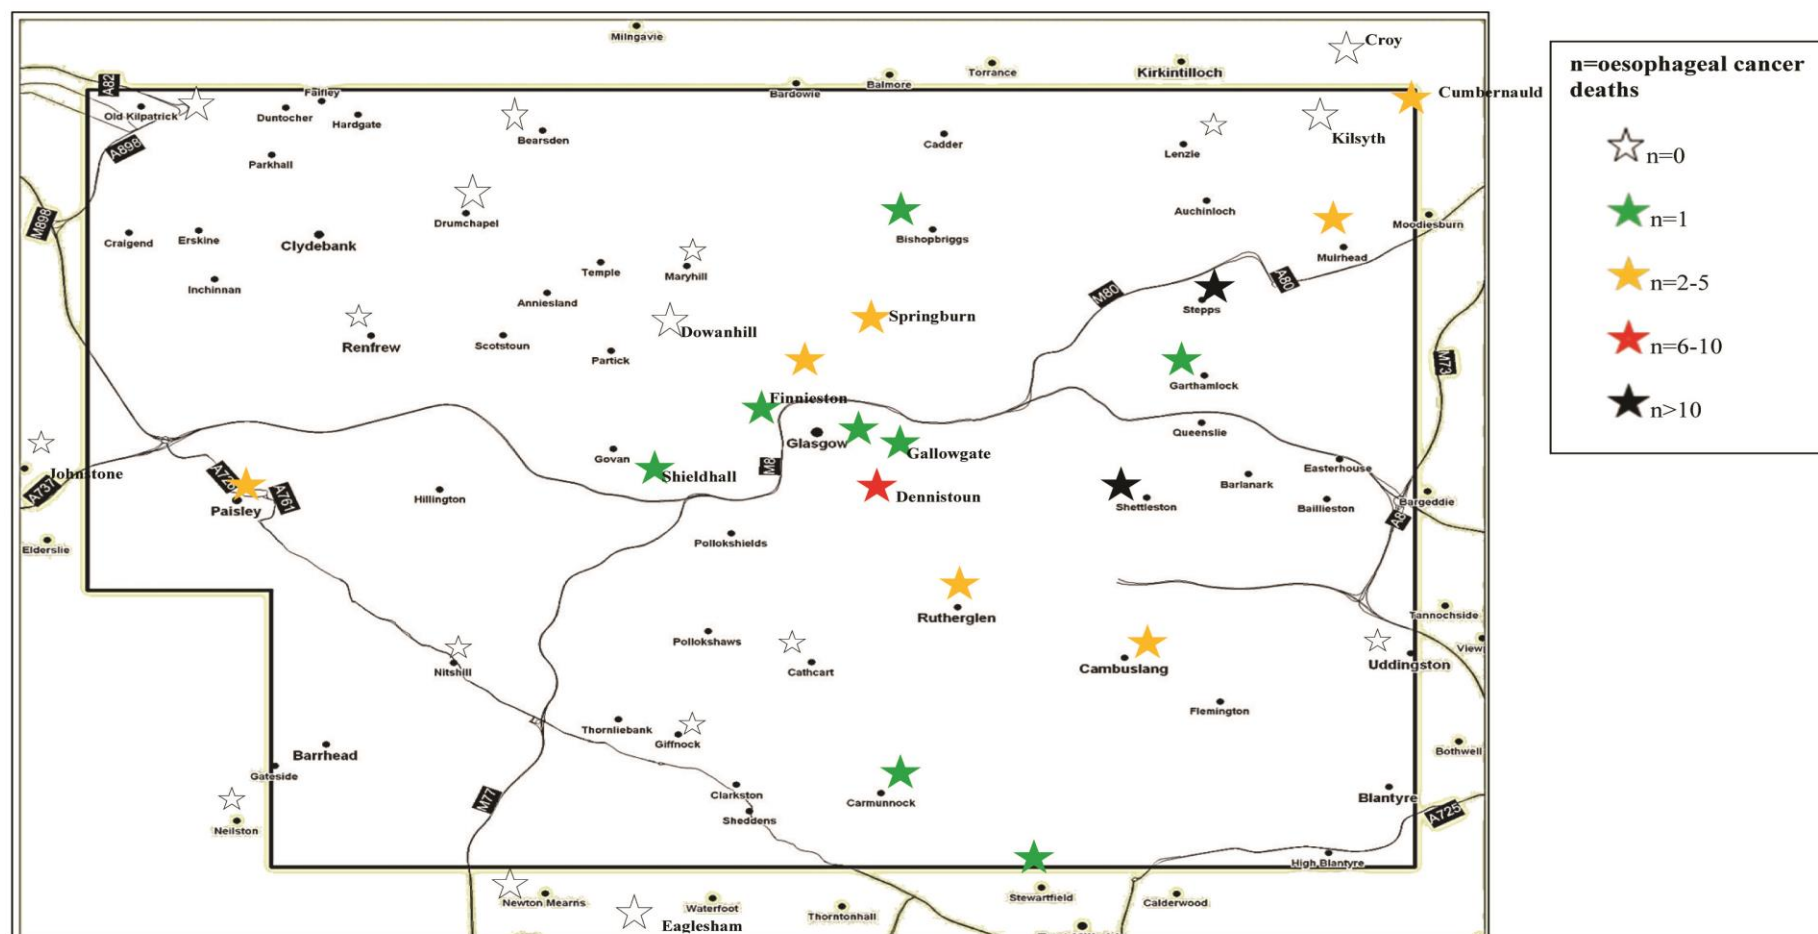 Milngavie
Croy
Torrance
Kirkintilloch
Balmore
Bardowie
Cumbernauld
A82
Faifley
Old Kilpatrick
Duntocher
Hardgate
Bearsden
Cadder
Lenzie
Kilsyth
A898
Parkhall
M898
Drumchapel
Auchinloch
Moodiesburn
Craigend
Erskine
Clydebank
Bishopbriggs
Muirhead
Temple
Maryhill
Inchinnan
Anniesland
M80
A80
Stepps
Springburn
Dowanhill
Renfrew
Scotstoun
Partick
M73
Garthamlock
Finnieston
Glasgow
Queenslie
Gallowgate
Govan
M8
Easterhouse
Johnstone
A737
A726
A761
Shieldhall
Barlanark
Paisley
Hillington
Dennistoun
Shettleston
Baillieston
Bargeddie
Elderslie
Pollokshields
Rutherglen
Tannochside
Pollokshaws
View
Nitshill
Cathcart
Cambuslang
Uddington
Flemington
Thornliebank
Giffnock
Bothwell
Barrhead
Gateside
Clarkston
Carmunnock
Blantyre
M77
Sheddens
A725
Neilston
High Blantyre
Newton Mearns
Waterfoot
Thorntonhall
Stewartfield
Calderwood
Eaglesham
n=oesophageal cancer
deaths
n=0
n=1
n=2-5
n=6-10
n>10